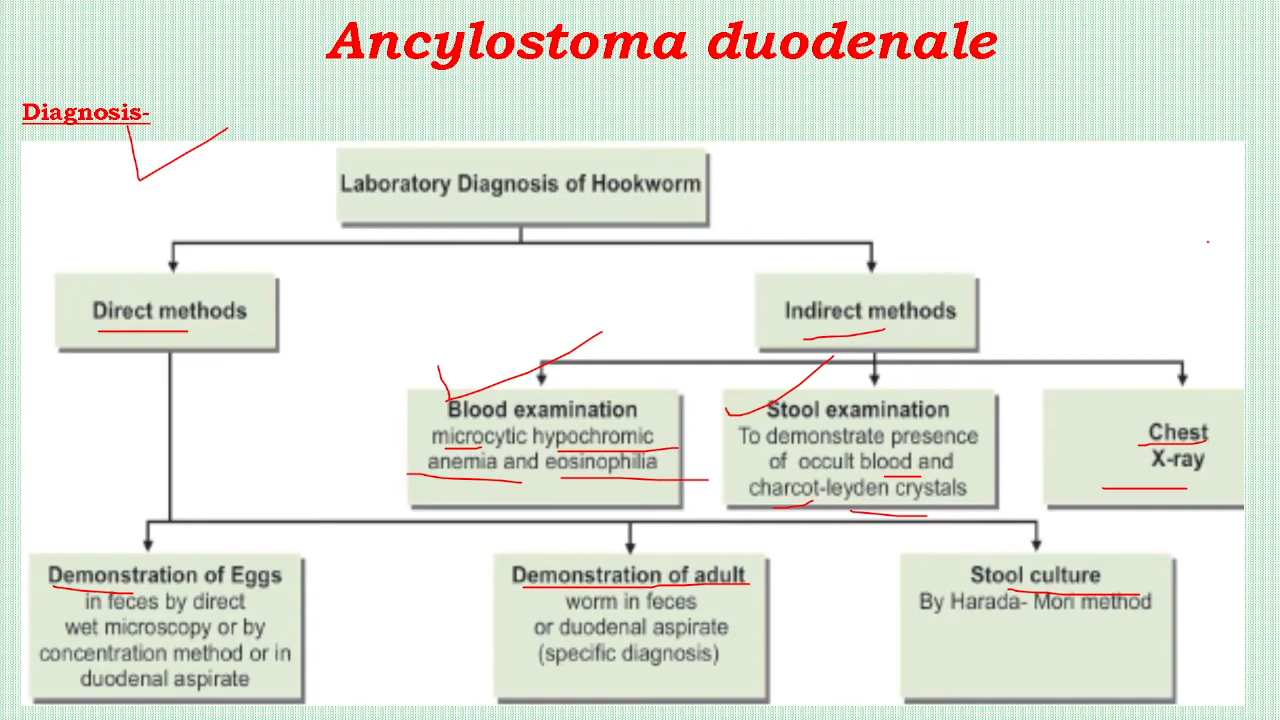 Ancylostoma duodenale
Diagnosis-
Laboratory Diagnosis of Hookworm
Direct methods
Indirect methods
Blood examination
microcytic hypochromic
anemia and eosinophilia
Stool examination
To demonstrate presence
of occult blood and
charcot-leyden crystals
Chest
X-ray
Demonstration of Eggs
in feces by direct
wet microscopy or by
concentration method or in
duodenal aspirate
Demonstration of adult
worm in feces
or duodenal aspirate
(specific diagnosis)
Stool culture
By Harada- Mori method